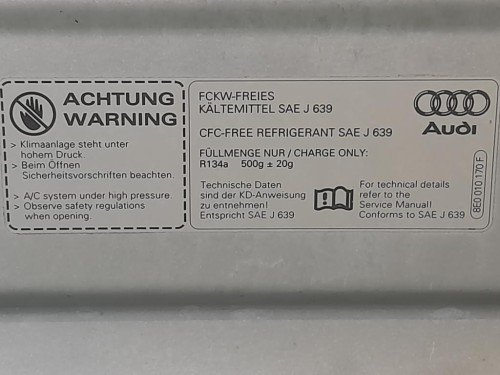 ACHTUNG
WARNING
> Klimaanlage steht unter
hohem Druck.
> Beim Öffnen
Sicherheitsvorschriften beachten.
> A/C system under high pressure
> Observe safety regulations
when opening.
FCKW-FREIES
KÄLTEMITTEL SAE J 639
CFC-FREE REFRIGERANT SAE J 639
FÜLLMENGE NUR / CHARGE ONLY:
R134a 500g ± 20g
Technische Daten
sind der KD-Anweisung
zu entnehmen!
Entspricht SAE J 639
For technical details
refer to the
Service Manual!
Conforms to SAE J 639
Audi
8E0 010 170 F